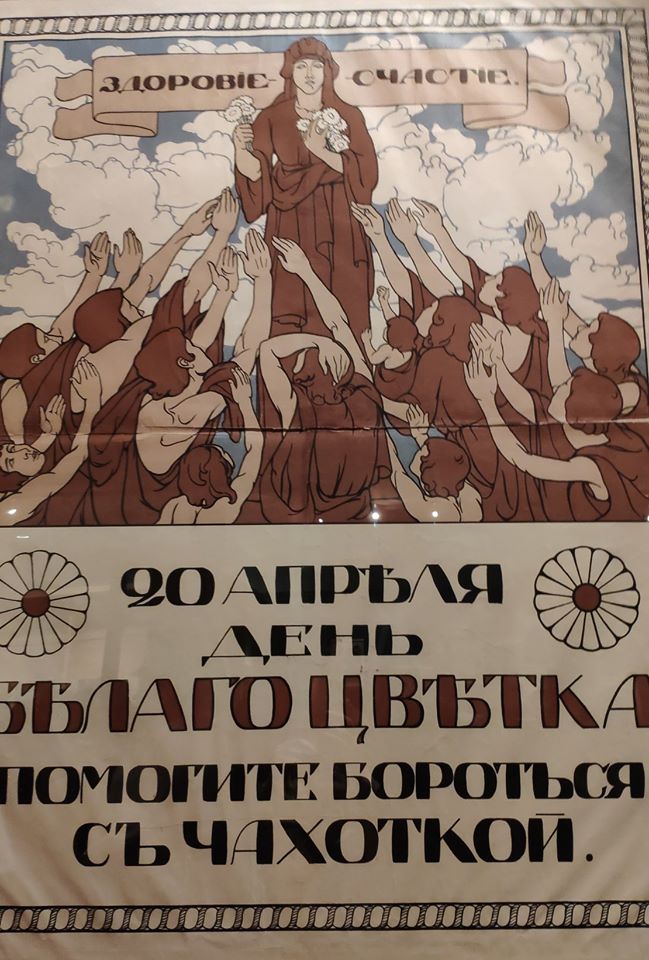 ЗДОРОВІЕ - СЧАСТІЕ.
20 АПРѢЛЯ
ДЕНЬ
БѢЛАГО ЦВѢТКА
ПОМОГИТЕ БОРОТЬСЯ
СЪ ЧАХОТКОЙ.